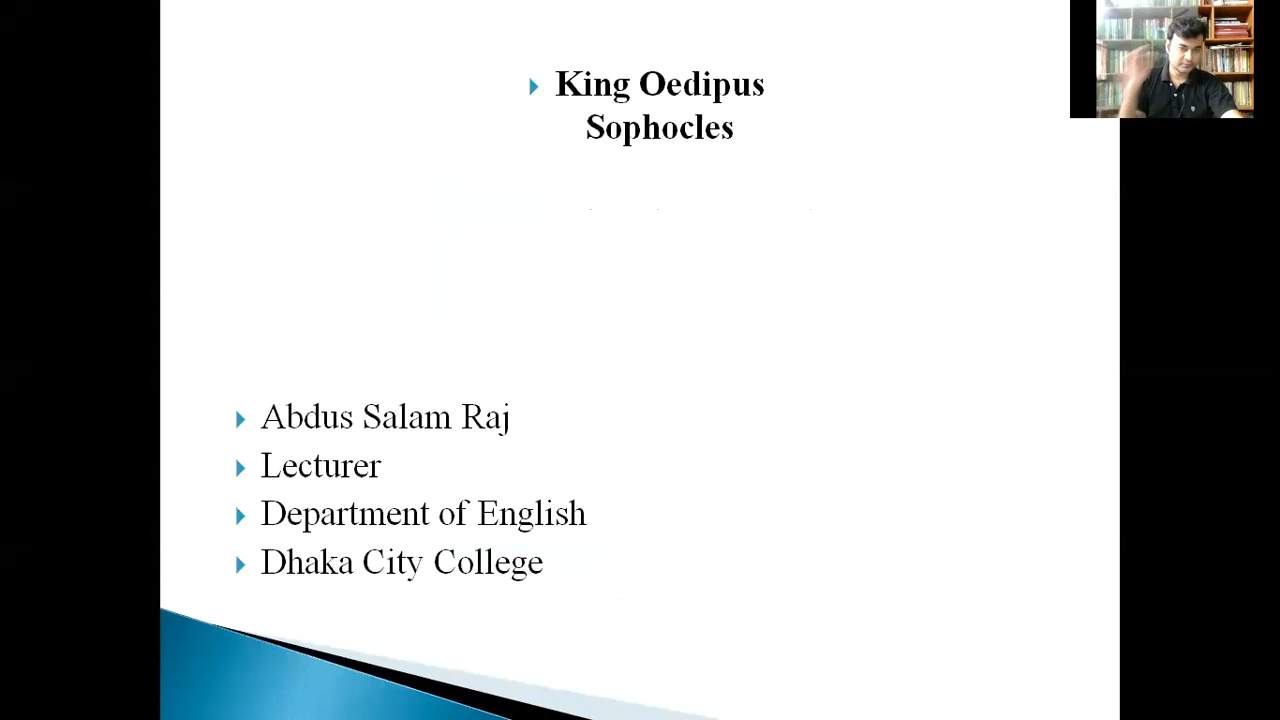 King Oedipus
Sophocles
Abdus Salam Raj
Lecturer
Department of English
Dhaka City College